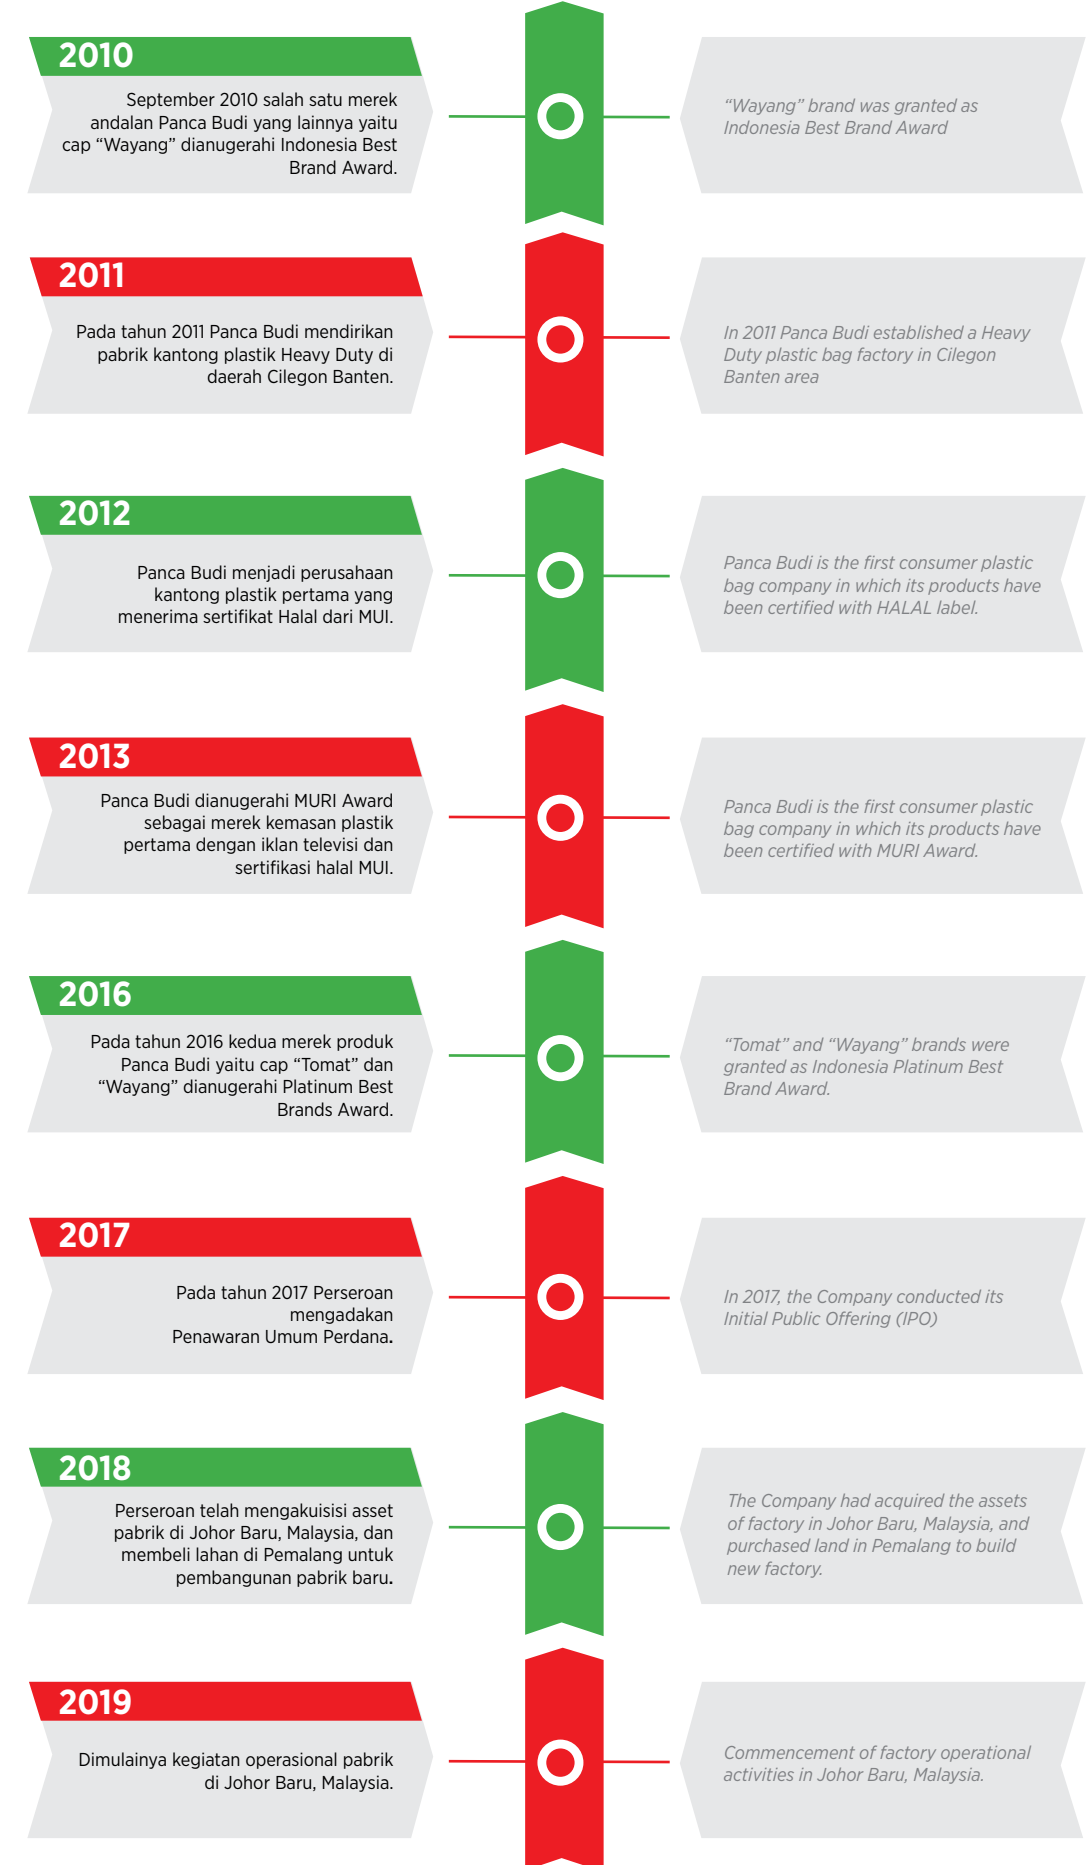 2010
September 2010 salah satu merek
andalan Panca Budi yang lainnya yaitu
cap “Wayang” dianugerahi Indonesia Best
Brand Award.
“Wayang” brand was granted as
Indonesia Best Brand Award
2011
Pada tahun 2011 Panca Budi mendirikan
pabrik kantong plastik Heavy Duty di
daerah Cilegon Banten.
In 2011 Panca Budi established a Heavy
Duty plastic bag factory in Cilegon
Banten area
2012
Panca Budi menjadi perusahaan
kantong plastik pertama yang
menerima sertifikat Halal dari MUI.
Panca Budi is the first consumer plastic
bag company in which its products have
been certified with HALAL label.
2013
Panca Budi dianugerahi MURI Award
sebagai merek kemasan plastik
pertama dengan iklan televisi dan
sertifikasi halal MUI.
Panca Budi is the first consumer plastic
bag company in which its products have
been certified with MURI Award.
2016
Pada tahun 2016 kedua merek produk
Panca Budi yaitu cap “Tomat” dan
“Wayang” dianugerahi Platinum Best
Brands Award.
“Tomat” and “Wayang” brands were
granted as Indonesia Platinum Best
Brand Award.
2017
Pada tahun 2017 Perseroan
mengadakan
Penawaran Umum Perdana.
In 2017, the Company conducted its
Initial Public Offering (IPO)
2018
Perseroan telah mengakuisisi asset
pabrik di Johor Baru, Malaysia, dan
membeli lahan di Pemalang untuk
pembangunan pabrik baru.
The Company had acquired the assets
of factory in Johor Baru, Malaysia, and
purchased land in Pemalang to build
new factory.
2019
Dimulainya kegiatan operasional pabrik
di Johor Baru, Malaysia.
Commencement of factory operational
activities in Johor Baru, Malaysia.